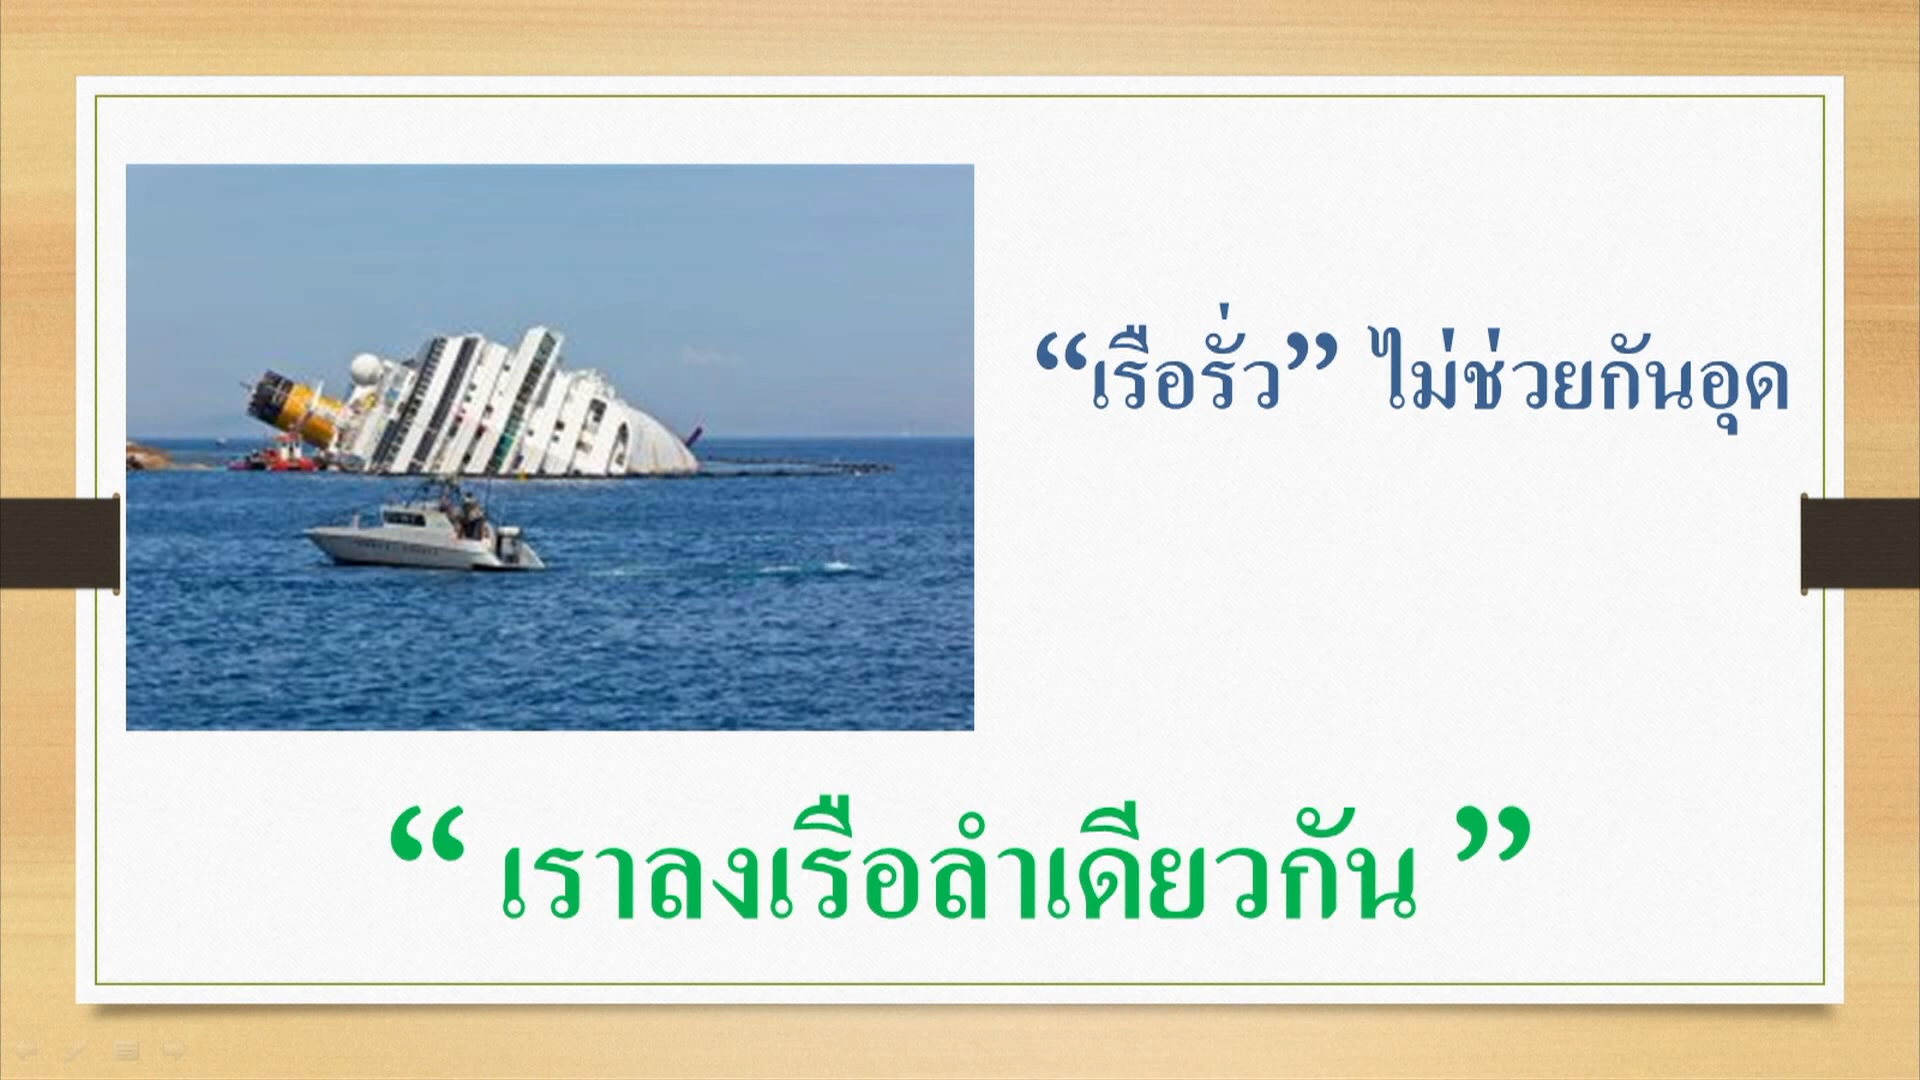 “เรือรั่ว” ไม่ช่วยกันอุด
“ เราลงเรือลำเดียวกัน ”